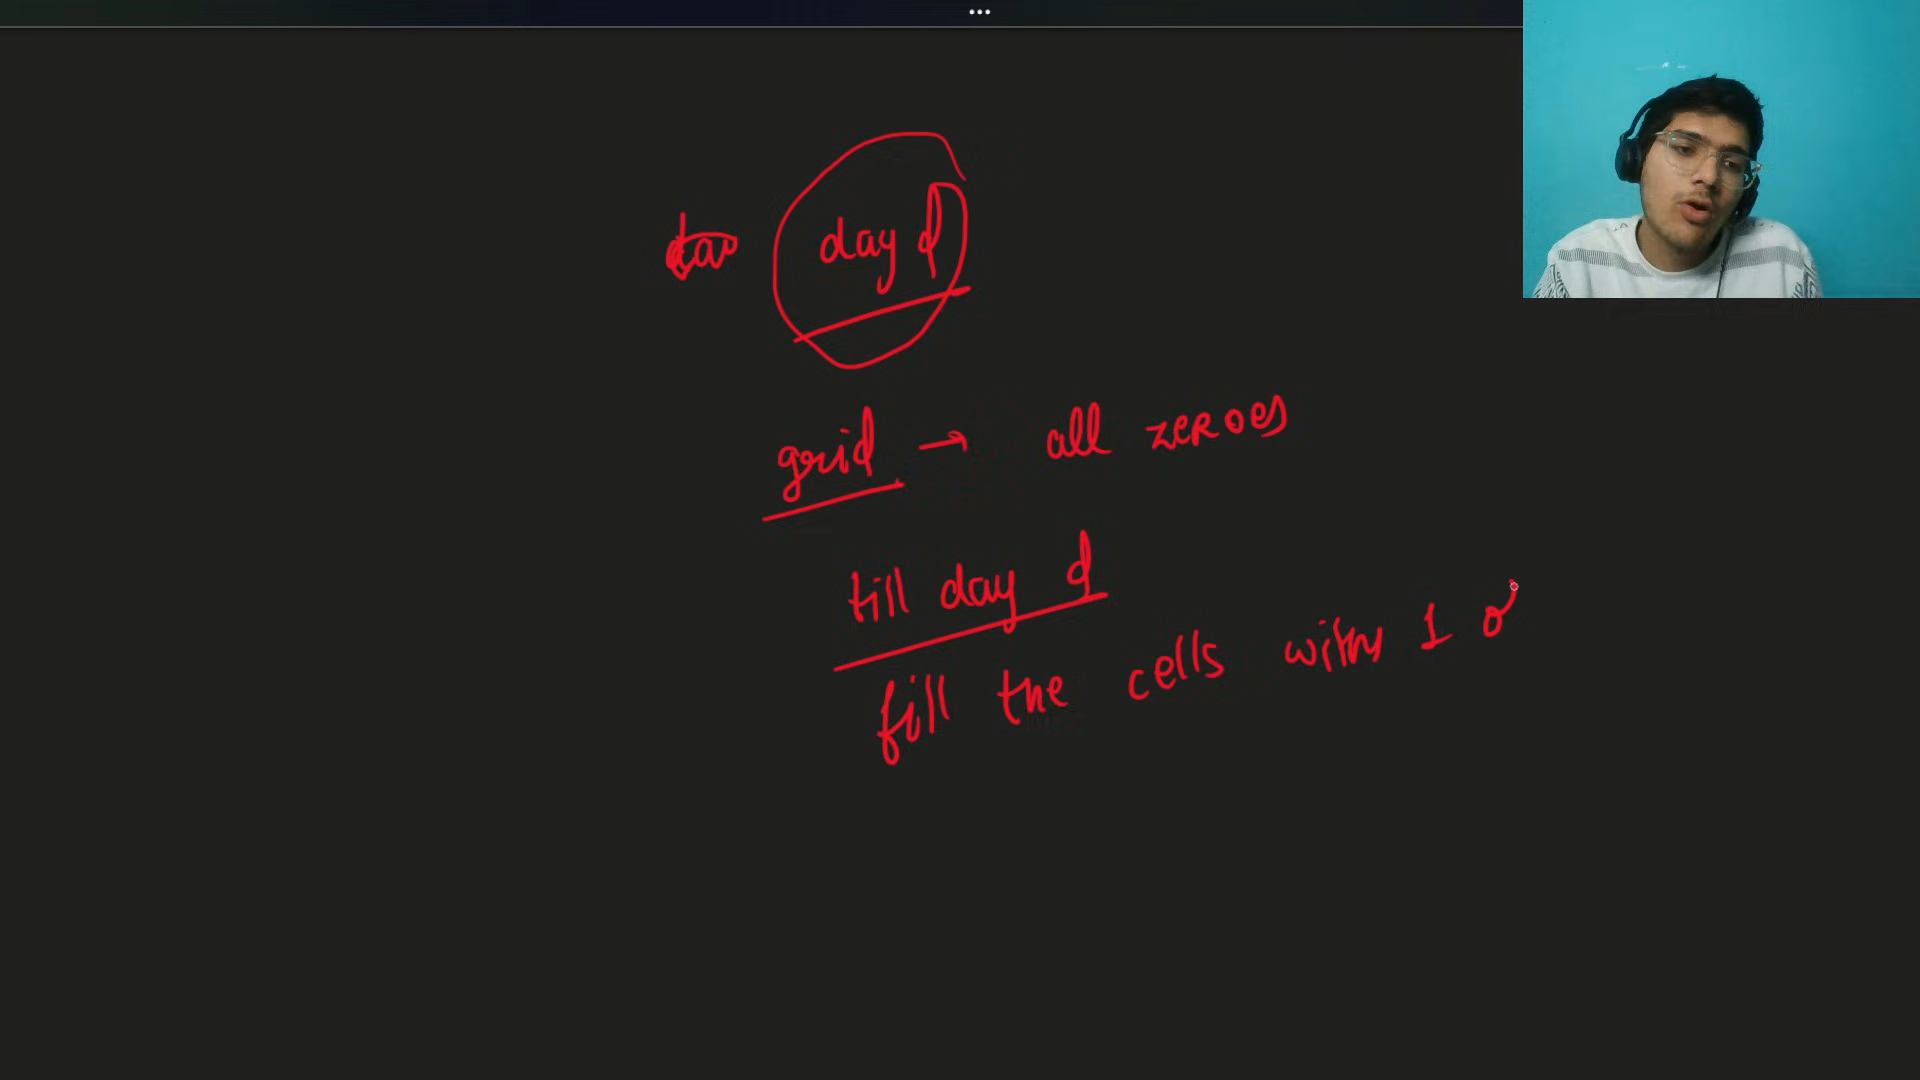 day d
grid → all zeroes
till day d
fill the cells with 1 o